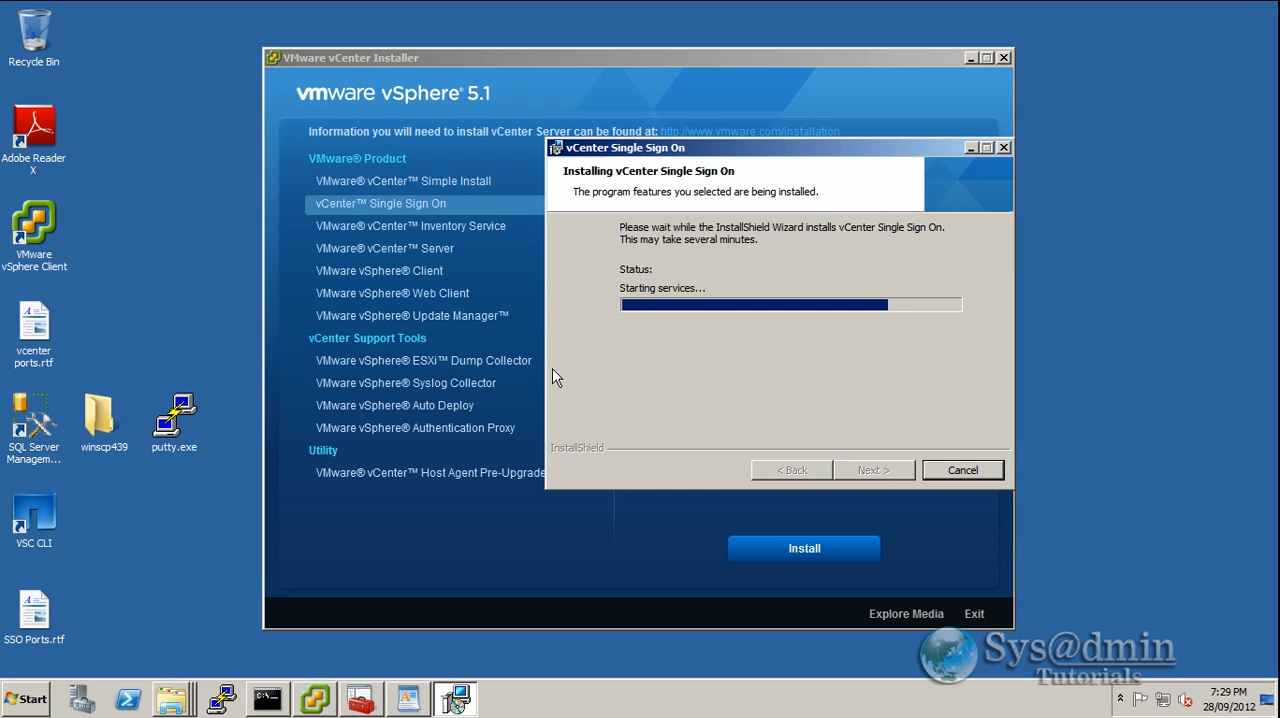 Recycle Bin
Adobe Reader
X
VMware
vSphere Client
vcenter
ports.rtf
SQL Server
Managem...
winscp439
putty.exe
VSC CLI
SSO Ports.rtf
VMware vCenter Installer
vmware vSphere® 5.1
Information you will need to install vCenter Server can be found at: http://www.vmware.com/installation
VMware® Product
VMware® vCenter™ Simple Install
vCenter™ Single Sign On
VMware® vCenter™ Inventory Service
VMware® vCenter™ Server
VMware vSphere® Client
VMware vSphere® Web Client
VMware vSphere® Update Manager™
vCenter Support Tools
VMware vSphere® ESXi™ Dump Collector
VMware vSphere® Syslog Collector
VMware vSphere® Auto Deploy
VMware vSphere® Authentication Proxy
Utility
VMware® vCenter™ Host Agent Pre-Upgrade
vCenter Single Sign On
Installing vCenter Single Sign On
The program features you selected are being installed.
Please wait while the InstallShield Wizard installs vCenter Single Sign On.
This may take several minutes.
Status:
Starting services...
InstallShield
< Back
Next >
Cancel
Install
Explore Media
Exit
Sys@dmin
Tutorials
Start
C:\
7:29 PM
28/09/2012